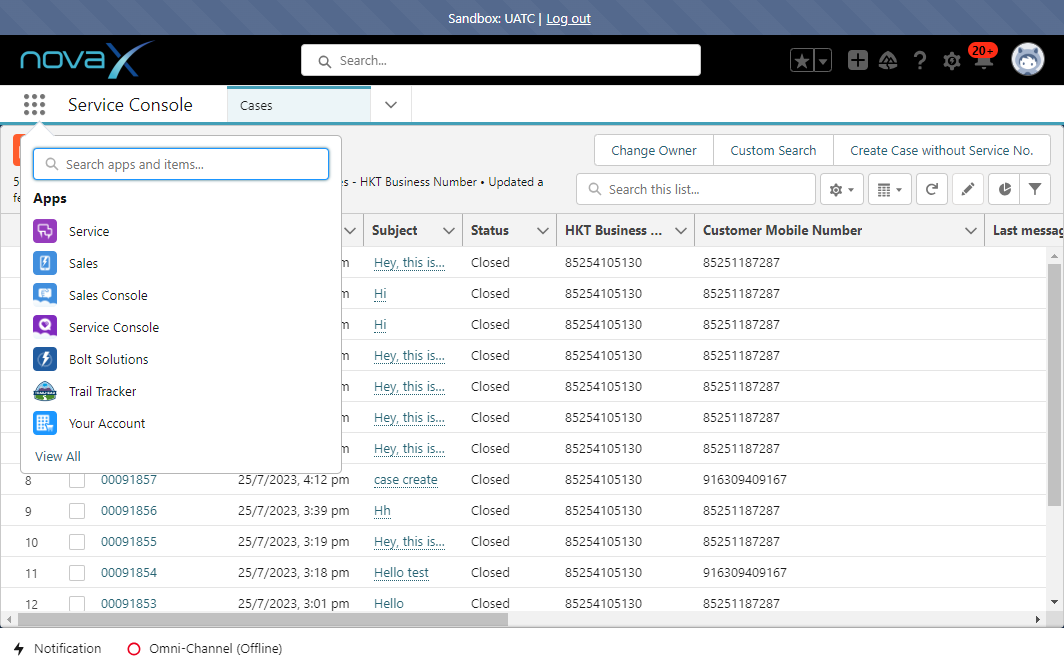 Sandbox: UATC | Log out
novaX
Search...
20+
Service Console
Cases
Search apps and items...
Change Owner
Custom Search
Create Case without Service No.
- HKT Business Number • Updated a
Search this list...
Apps
Service
Sales
Sales Console
Service Console
Bolt Solutions
Trail Tracker
Your Account
View All
Subject Status HKT Business ... Customer Mobile Number
Hey, this is... Closed 85254105130 85251187287
Hi Closed 85254105130 85251187287
Hi Closed 85254105130 85251187287
Hey, this is... Closed 85254105130 85251187287
Hey, this is... Closed 85254105130 85251187287
Hey, this is... Closed 85254105130 85251187287
Hey, this is... Closed 85254105130 85251187287
8 00091857 25/7/2023, 4:12 pm case create Closed 85254105130 916309409167
9 00091856 25/7/2023, 3:39 pm Hh Closed 85254105130 85251187287
10 00091855 25/7/2023, 3:19 pm Hey, this is... Closed 85254105130 85251187287
11 00091854 25/7/2023, 3:18 pm Hello test Closed 85254105130 916309409167
12 00091853 25/7/2023, 3:01 pm Hello Closed 85254105130 85251187287
Notification Omni-Channel (Offline)